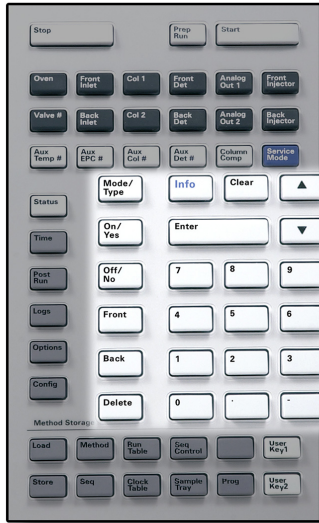 Stop Prep Run Start
Oven Front Inlet Col 1 Front Det Analog Out 1 Front Injector
Valve # Back Inlet Col 2 Back Det Analog Out 2 Back Injector
Aux Temp # Aux EPC # Aux Col # Aux Det # Column Comp Service Mode
Mode/ Type Info Clear
Status
On/ Yes Enter
Time
Off/ No 7 8 9
Post Run
Front 4 5 6
Logs
Options
Back 1 2 3
Config
Delete 0 . -
Method Storage
Load Method Run Table Seq Control User Key1
Store Seq Clock Table Sample Tray Prog User Key2